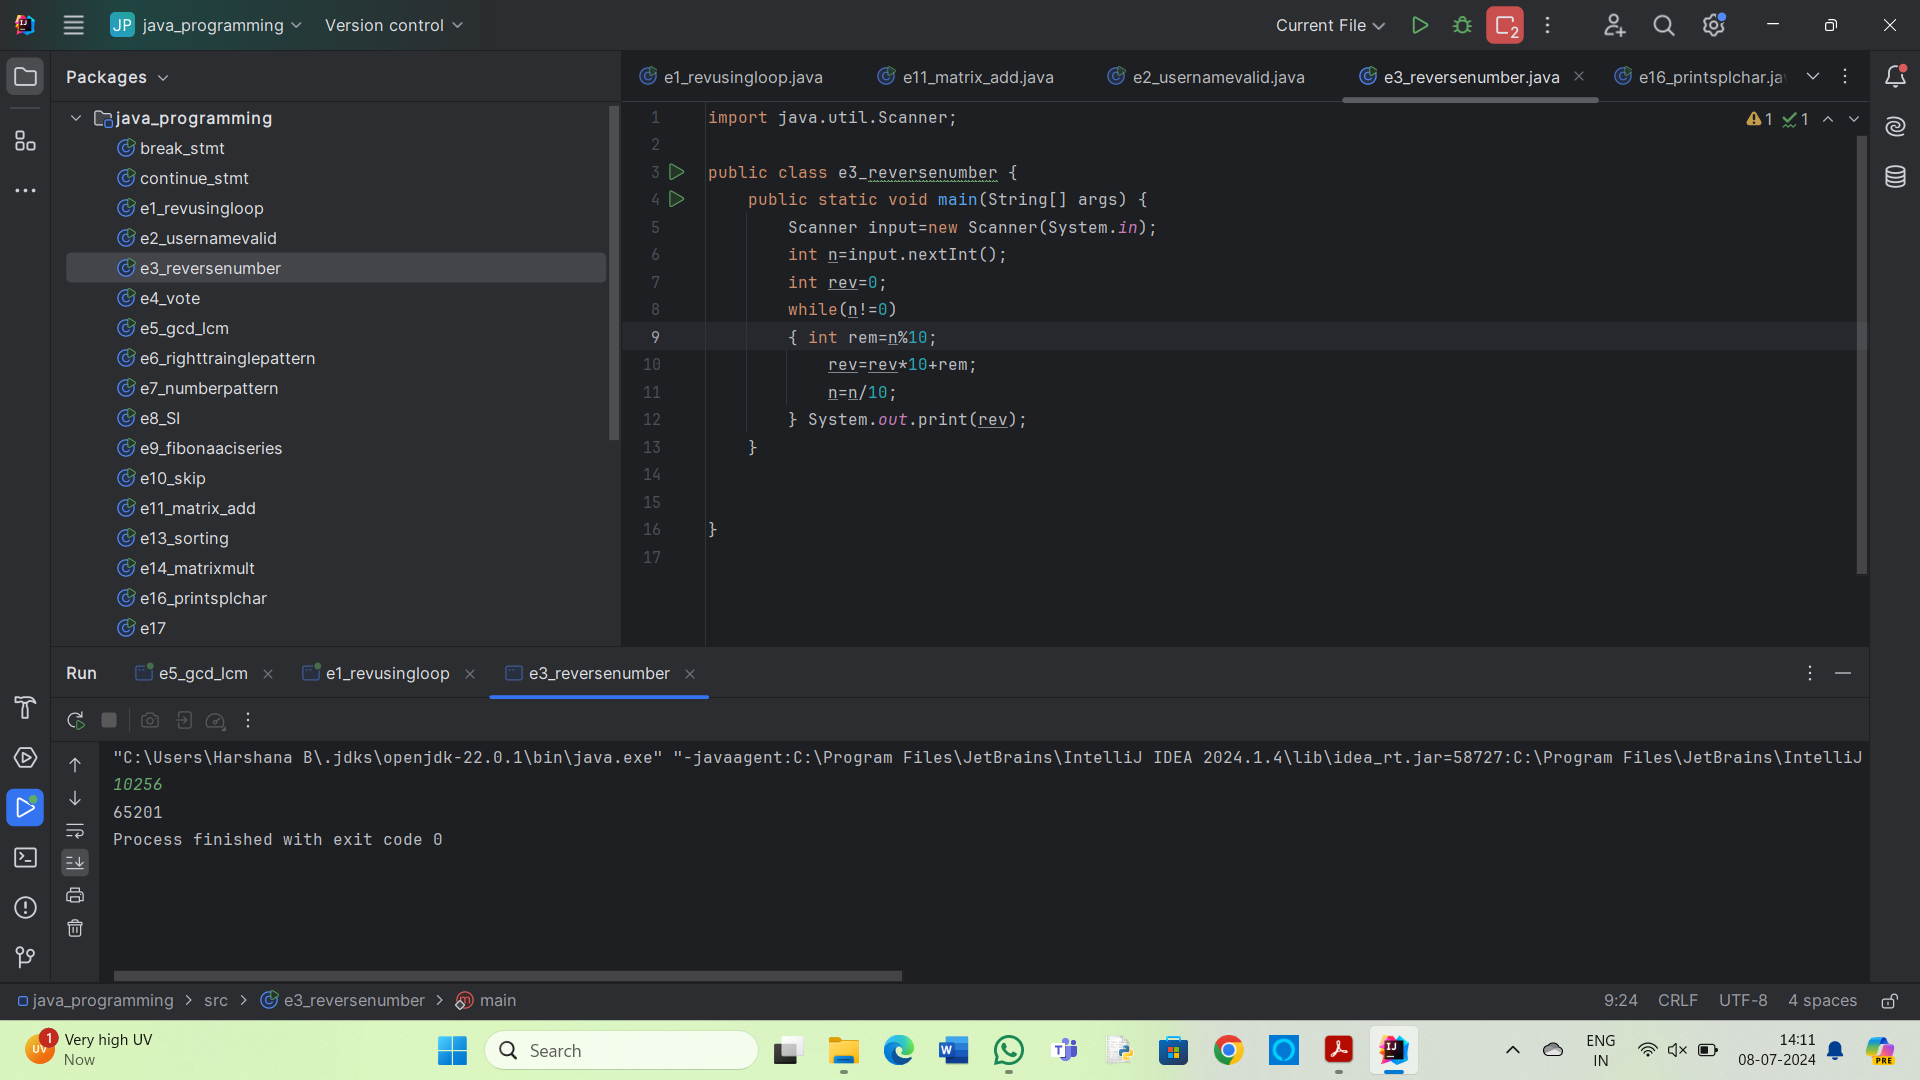 JP java_programming Version control Current File 2
Packages
e1_revusingloop.java e11_matrix_add.java e2_usernamevalid.java e3_reversenumber.java e16_printsplchar.ja
java_programming
break_stmt
continue_stmt
e1_revusingloop
e2_usernamevalid
e3_reversenumber
e4_vote
e5_gcd_lcm
e6_righttrainglepattern
e7_numberpattern
e8_SI
e9_fibonaaciseries
e10_skip
e11_matrix_add
e13_sorting
e14_matrixmult
e16_printsplchar
e17
1 import java.util.Scanner;
2
3 public class e3_reversenumber {
4 public static void main(String[] args) {
5 Scanner input=new Scanner(System.in);
6 int n=input.nextInt();
7 int rev=0;
8 while(n!=0)
9 { int rem=n%10;
10 rev=rev*10+rem;
11 n=n/10;
12 } System.out.print(rev);
13 }
14
15
16 }
17
1 1
Run e5_gcd_lcm e1_revusingloop e3_reversenumber
"C:\Users\Harshana B\.jdks\openjdk-22.0.1\bin\java.exe" "-javaagent:C:\Program Files\JetBrains\IntelliJ IDEA 2024.1.4\lib\idea_rt.jar=58727:C:\Program Files\JetBrains\IntelliJ
10256
65201
Process finished with exit code 0
java_programming > src > e3_reversenumber > main 9:24 CRLF UTF-8 4 spaces
UV 1 Very high UV
Now
Search
ENG
IN
14:11
08-07-2024
PRE